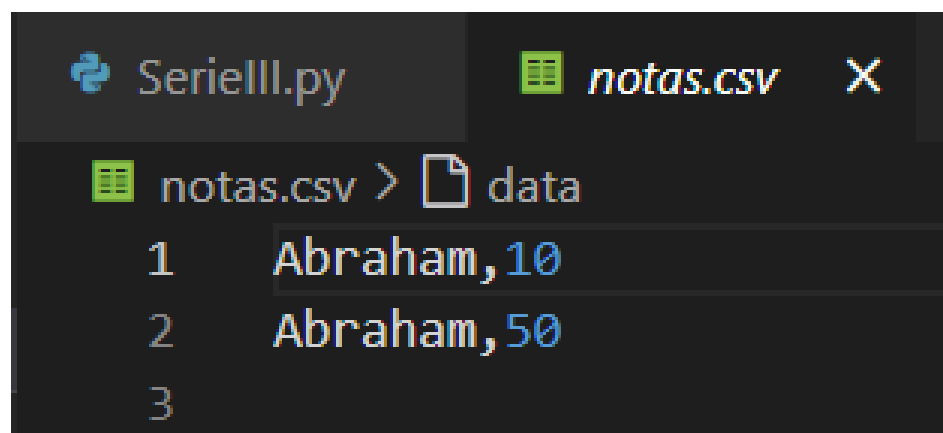 SerieIII.py notas.csv
notas.csv > data
1 Abraham,10
2 Abraham,50
3